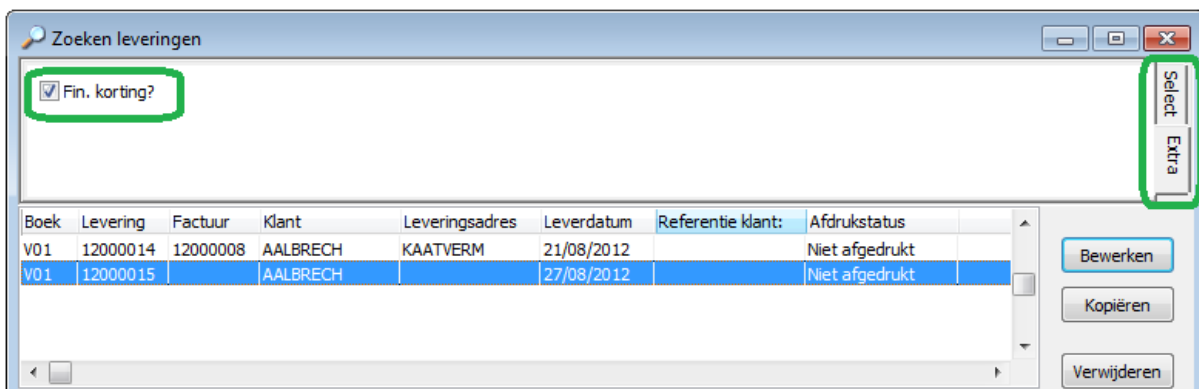 Zoeken leveringen
Fin. korting?
Select
Extra
Boek Levering Factuur Klant Leveringsadres Leverdatum Referentie klant: Afdrukstatus
V01 12000014 12000008 AALBRECH KAATVERM 21/08/2012 Niet afgedrukt
V01 12000015 AALBRECH 27/08/2012 Niet afgedrukt
Bewerken
Kopiëren
Verwijderen